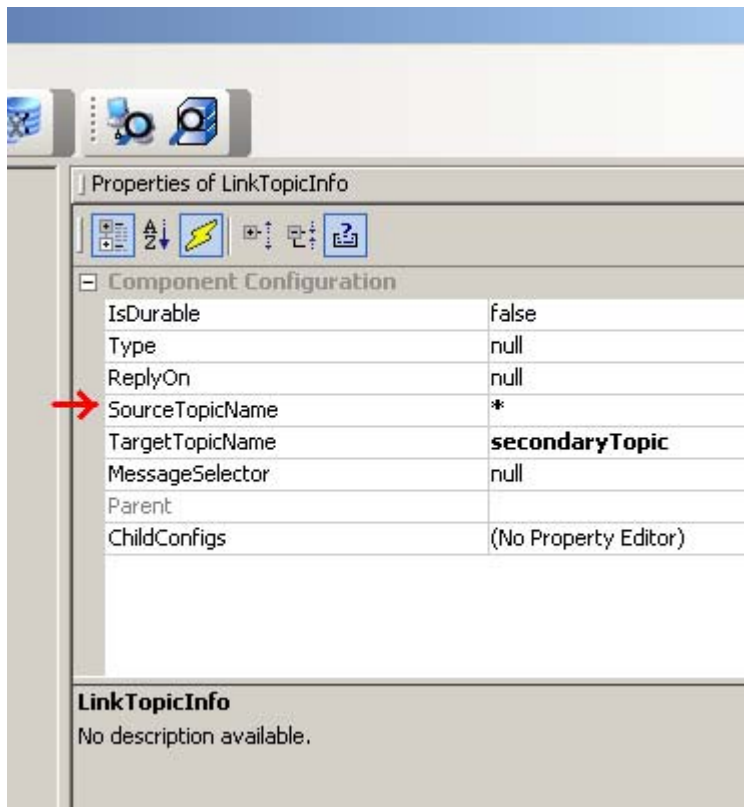 Properties of LinkTopicInfo
A
Z
Component Configuration
IsDurable false
Type null
ReplyOn null
SourceTopicName *
TargetTopicName secondaryTopic
MessageSelector null
Parent
ChildConfigs (No Property Editor)
LinkTopicInfo
No description available.